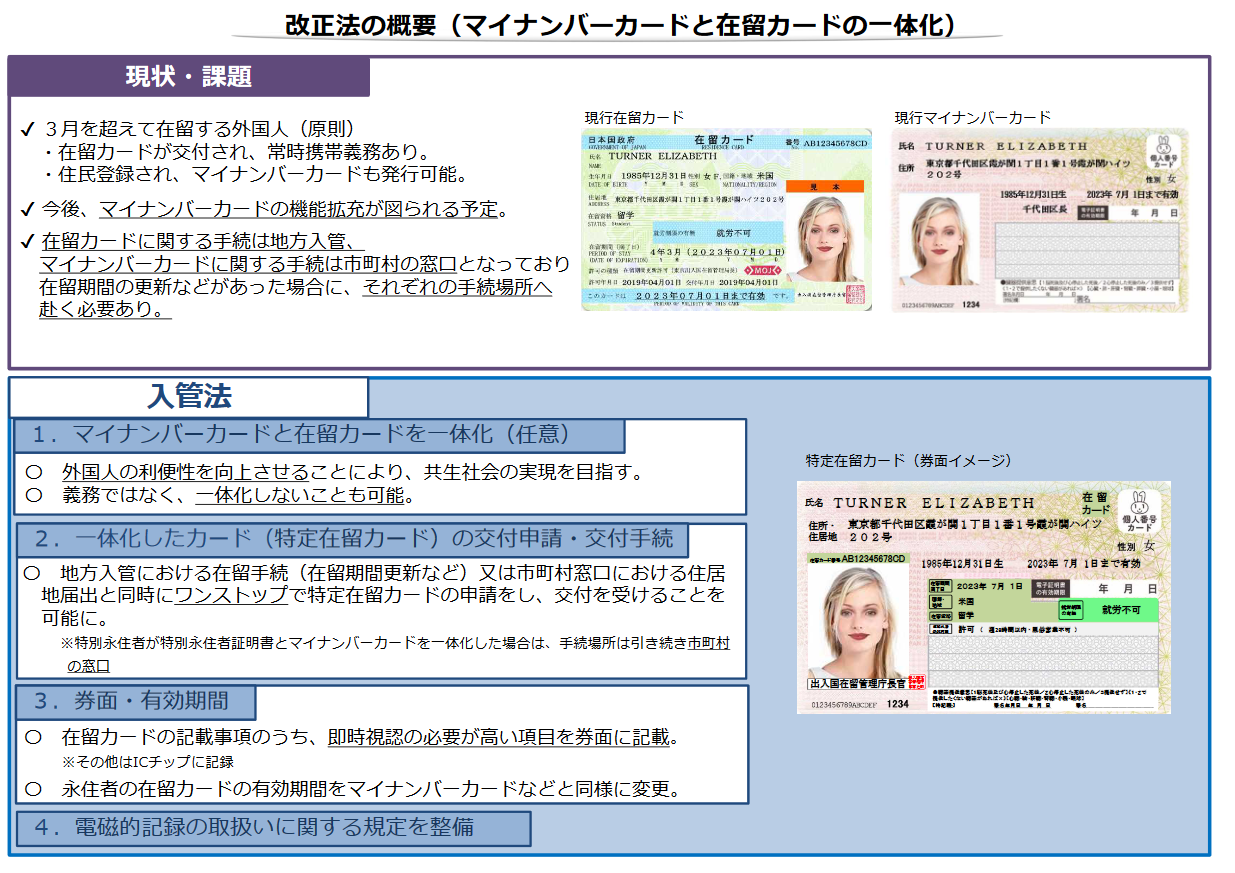 改正法の概要（マイナンバーカードと在留カードの一体化）
現状・課題
✓ ３月を超えて在留する外国人（原則）
・在留カードが交付され、常時携帯義務あり。
・住民登録され、マイナンバーカードも発行可能。
✓ 今後、マイナンバーカードの機能拡充が図られる予定。
✓ 在留カードに関する手続は地方入管、
マイナンバーカードに関する手続は市町村の窓口となっており
在留期間の更新などがあった場合に、それぞれの手続場所へ
赴く必要あり。
現行在留カード
日本国政府 在留カード 番号 AB12345678CD
GOVERNMENT OF JAPAN RESIDENCE CARD
氏名 TURNER ELIZABETH
NAME
生年月日 1985年12月31日 性別 女 F. 国籍・地域 米国
DATE OF BIRTH Y M D SEX NATIONALITY/REGION
住居地 東京都千代田区霞が関１丁目１番１号霞が関ハイツ２０２号
ADDRESS
在留資格 留学
STATUS Student
就労制限の有無 就労不可
在留期間（満了日） 4年3月（２０２３年０７月０１日）
PERIOD OF STAY
(DATE OF EXPIRATION) Y M Y M D
許可の種類 在留期間更新許可（東京出入国在留管理局長） MOJ
許可年月日 2019年04月01日 交付年月日 2019年04月01日
このカードは ２０２３年０７月０１日まで有効 です。
PERIOD OF VALIDITY OF THIS CARD
見 本
現行マイナンバーカード
氏名 TURNER ELIZABETH
個人番号
カード
住所 東京都千代田区霞が関１丁目１番１号霞が関ハイツ
２０２号
性別 女
1985年12月31日生 2023年 7月 1日まで有効
千代田区長 電子証明書の有効期限 年 月 日
0123456789ABCDEF 1234
入管法
１．マイナンバーカードと在留カードを一体化（任意）
○ 外国人の利便性を向上させることにより、共生社会の実現を目指す。
○ 義務ではなく、一体化しないことも可能。
２．一体化したカード（特定在留カード）の交付申請・交付手続
○ 地方入管における在留手続（在留期間更新など）又は市町村窓口における住居
地届出と同時にワンストップで特定在留カードの申請をし、交付を受けることを
可能に。
※特別永住者が特別永住者証明書とマイナンバーカードを一体化した場合は、手続場所は引き続き市町村
の窓口
３．券面・有効期間
○ 在留カードの記載事項のうち、即時視認の必要が高い項目を券面に記載。
※その他はICチップに記録
○ 永住者の在留カードの有効期間をマイナンバーカードなどと同様に変更。
４．電磁的記録の取扱いに関する規定を整備
特定在留カード（券面イメージ）
氏名 TURNER ELIZABETH
在留
カード
個人番号
カード
住所・ 東京都千代田区霞が関１丁目１番１号霞が関ハイツ
住居地 ２０２号
性別 女
在留カード番号 AB12345678CD
1985年12月31日生 2023年 7月 1日まで有効
2023年 7月 1日 電子証明書の有効期限 年 月 日
米国
留学 就労不可
許可（ 週28時間以内・風俗営業不可 ）
出入国在留管理庁長官
0123456789ABCDEF 1234